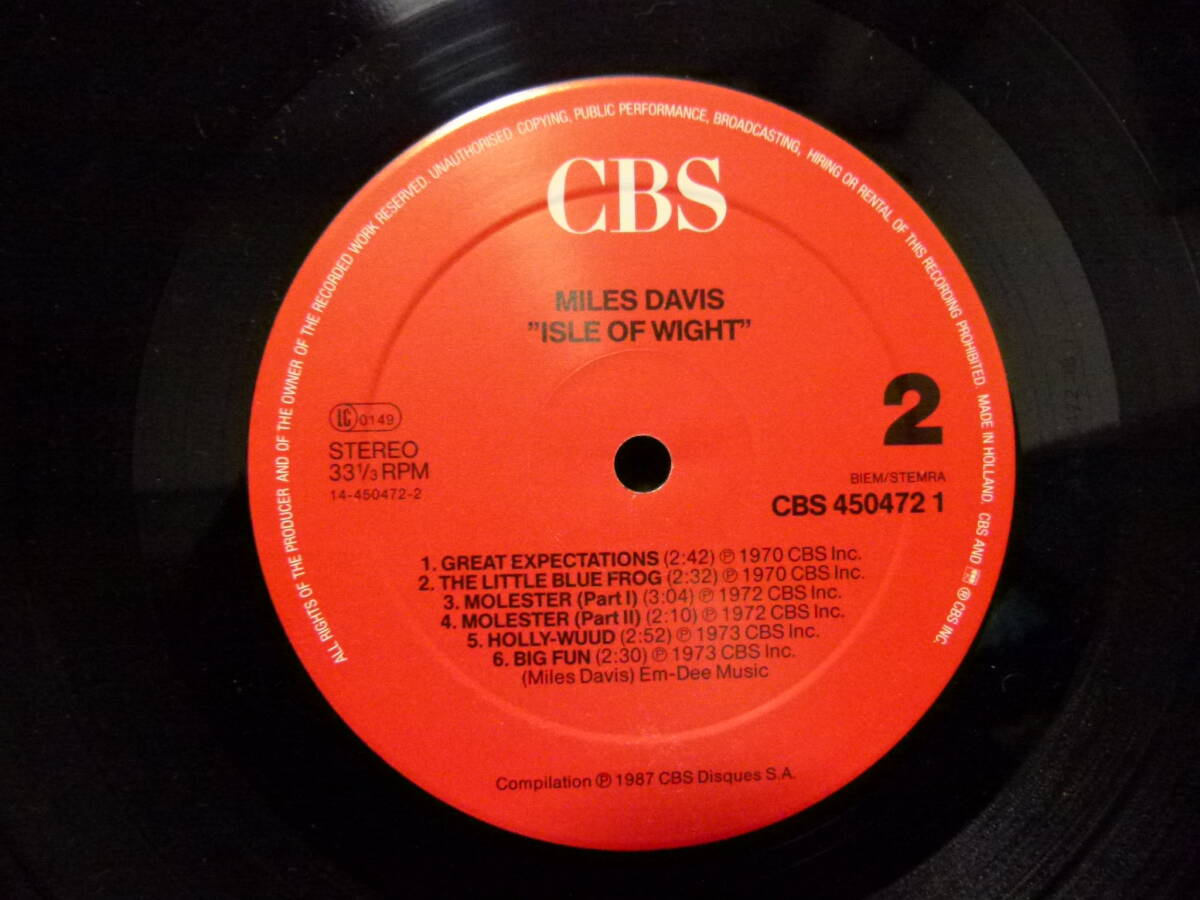 ALL RIGHTS OF THE PRODUCER AND OF THE OWNER OF THE RECORDED WORK RESERVED. UNAUTHORISED COPYING, PUBLIC PERFORMANCE, BROADCASTING, HIRING OR RENTAL OF THIS RECORDING PROHIBITED. MADE IN HOLLAND. CBS AND ® CBS INC.
CBS
MILES DAVIS
"ISLE OF WIGHT"
2
LC 0149
STEREO
33 1/3 RPM
14-450472-2
BIEM/STEMRA
CBS 450472 1
1. GREAT EXPECTATIONS (2:42) ℗ 1970 CBS Inc.
2. THE LITTLE BLUE FROG (2:32) ℗ 1970 CBS Inc.
3. MOLESTER (Part I) (3:04) ℗ 1972 CBS Inc.
4. MOLESTER (Part II) (2:10) ℗ 1972 CBS Inc.
5. HOLLY-WUUD (2:52) ℗ 1973 CBS Inc.
6. BIG FUN (2:30) ℗ 1973 CBS Inc.
(Miles Davis) Em-Dee Music
Compilation ℗ 1987 CBS Disques S.A.